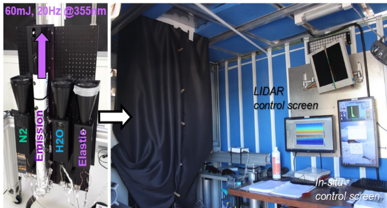 60mJ, 20Hz @355nm
N2
Emission
H2O
Elastic
LIDAR
control screen
In-situ
control screen